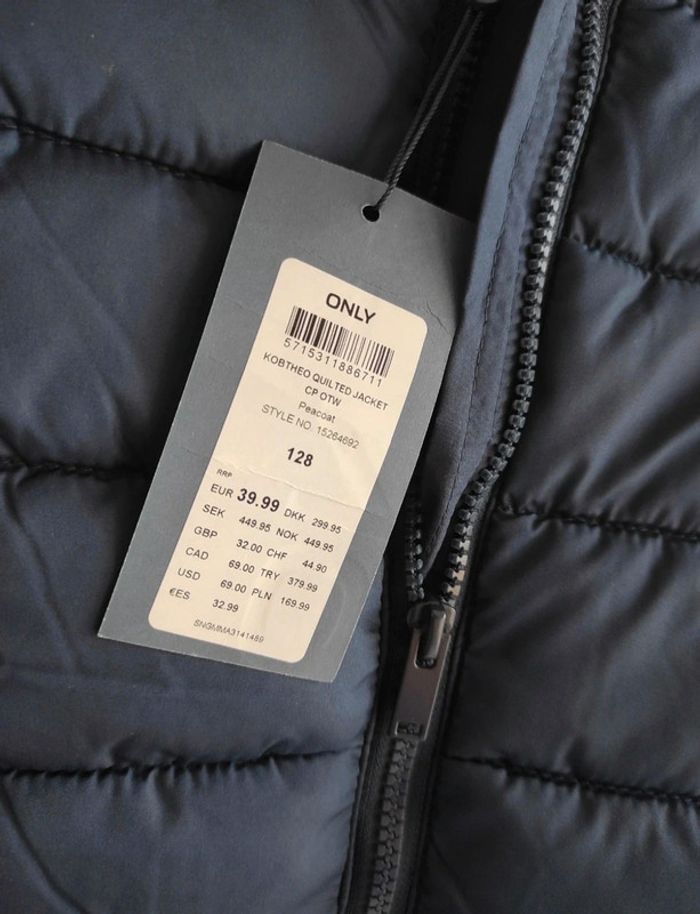 ONLY
5715311886711
KOBTHEO QUILTED JACKET
CP OTW
Peacoat
STYLE NO. 15264692
128
RRP
EUR 39.99 DKK 299.95
SEK 449.95 NOK 449.95
GBP 32.00 CHF 44.90
CAD 69.00 TRY 379.99
USD 69.00 PLN 169.99
€ES 32.99
SNGMMA3141469